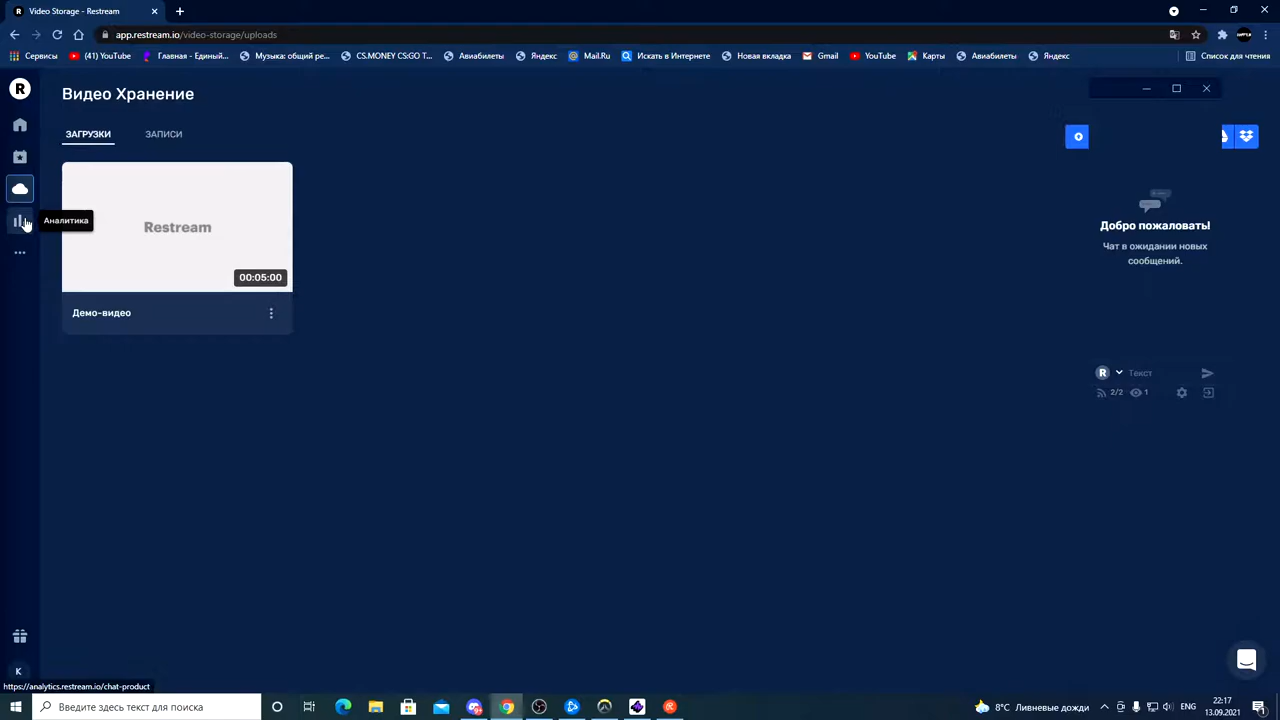 Video Storage - Restream
app.restream.io/video-storage/uploads
Сервисы
(41) YouTube
Главная - Единый...
Музыка: общий ре...
CS.MONEY CS:GO T...
Авиабилеты
Яндекс
Mail.Ru
Искать в Интернете
Новая вкладка
Gmail
YouTube
Карты
Авиабилеты
Яндекс
Список для чтения
R
Видео Хранение
ЗАГРУЗКИ
ЗАПИСИ
Аналитика
Restream
00:05:00
Демо-видео
Добро пожаловать!
Чат в ожидании новых
сообщений.
R
Текст
2/2
1
K
https://analytics.restream.io/chat-product
Введите здесь текст для поиска
8°C Ливневые дожди
ENG
22:17
13.09.2021